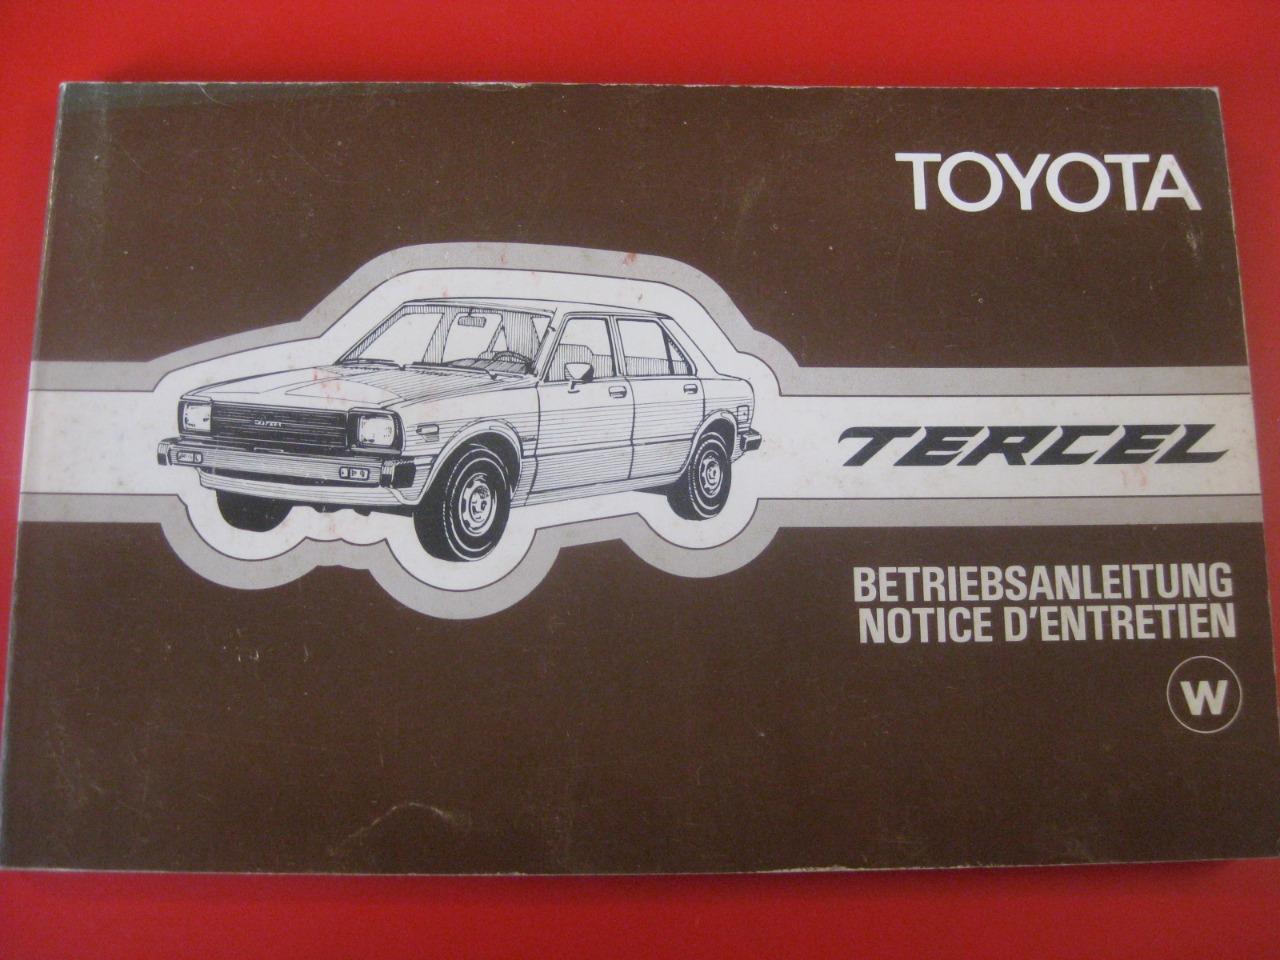 TOYOTA
TERCEL
BETRIEBSANLEITUNG
NOTICE D'ENTRETIEN
W